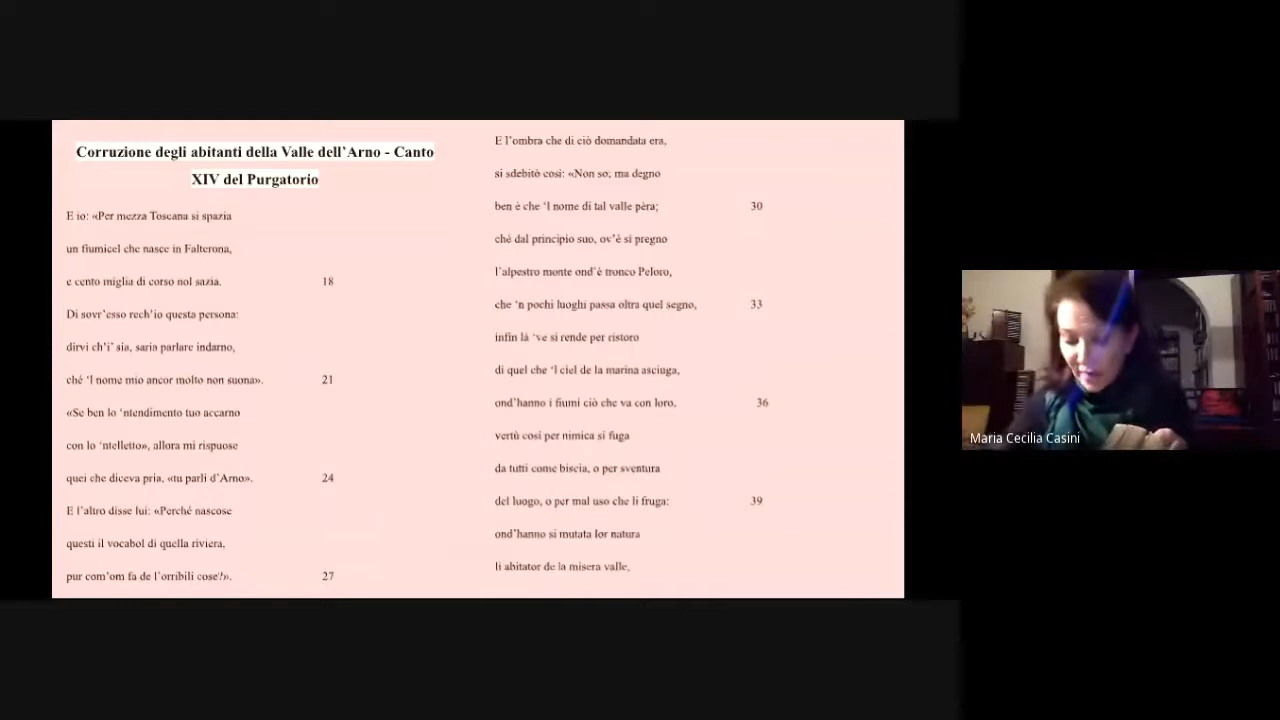 Corruzione degli abitanti della Valle dell'Arno - Canto
XIV del Purgatorio
E io: «Per mezza Toscana si spazia
un fiumicel che nasce in Falterona,
e cento miglia di corso nol sazia. 18
Di sovr'esso rech'io questa persona:
dirvi ch'i' sia, saria parlare indarno,
ché 'l nome mio ancor molto non suona». 21
«Se ben lo 'ntendimento tuo accarno
con lo 'ntelletto», allora mi rispuose
quei che diceva pria, «tu parli d'Arno». 24
E l'altro disse lui: «Perché nascose
questi il vocabol di quella riviera,
pur com'om fa de l'orribili cose?». 27
E l'ombra che di ciò domandata era,
si sdebitò così: «Non so; ma degno
ben è che 'l nome di tal valle pèra; 30
ché dal principio suo, ov'è sì pregno
l'alpestro monte ond'è tronco Peloro,
che 'n pochi luoghi passa oltra quel segno, 33
infin là 've si rende per ristoro
di quel che 'l ciel de la marina asciuga,
ond'hanno i fiumi ciò che va con loro, 36
vertù così per nimica si fuga
da tutti come biscia, o per sventura
del luogo, o per mal uso che li fruga: 39
ond'hanno sì mutata lor natura
li abitator de la misera valle,
Maria Cecilia Casini